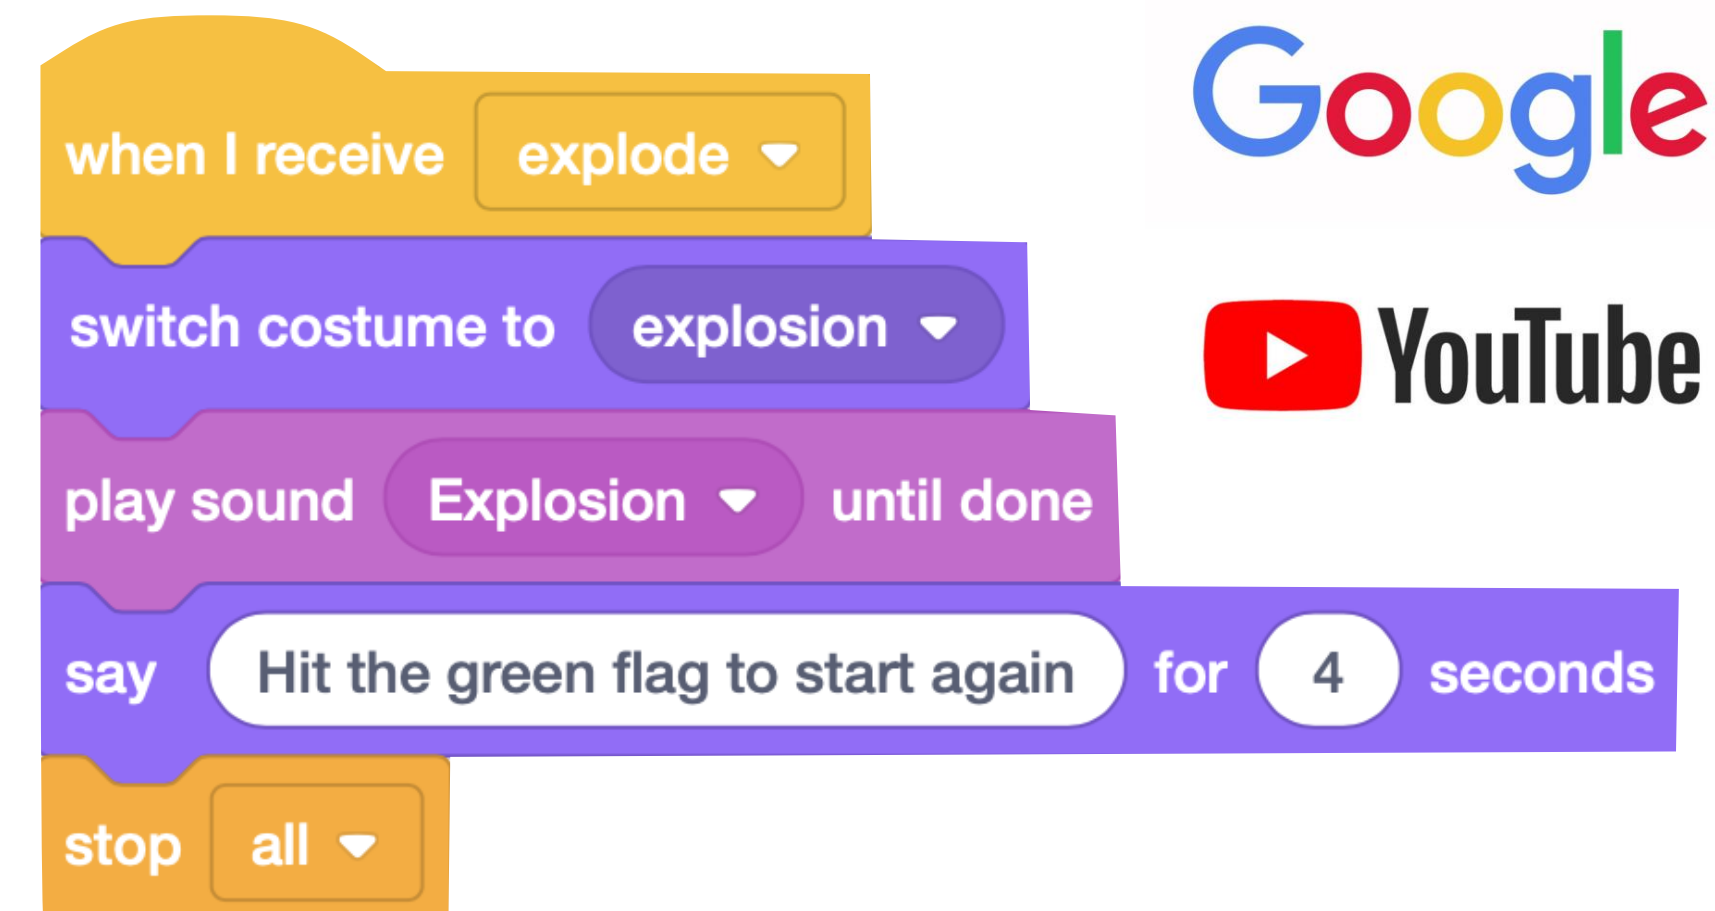 when I receive explode
switch costume to explosion
play sound Explosion until done
say Hit the green flag to start again for 4 seconds
stop all
Google
YouTube